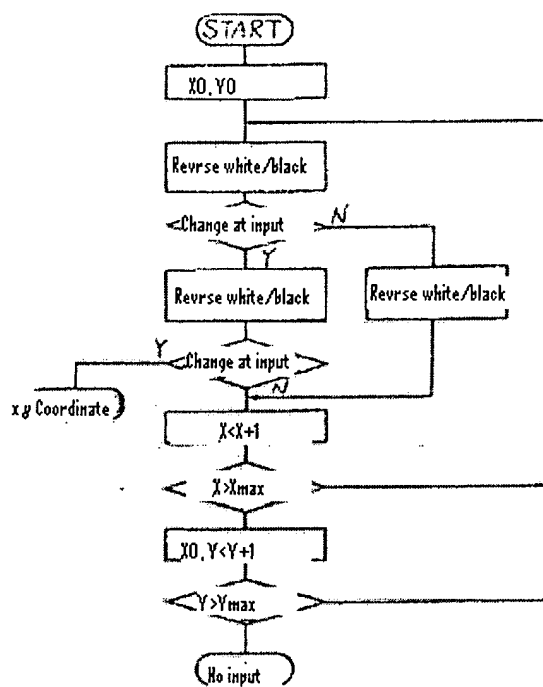 START
X0, Y0
Revrse white/black
Change at input
N
Y
Revrse white/black
Revrse white/black
Y
Change at input
N
x y Coordinate
X<X+1
X>Xmax
X0, Y<Y+1
Y>Ymax
No input